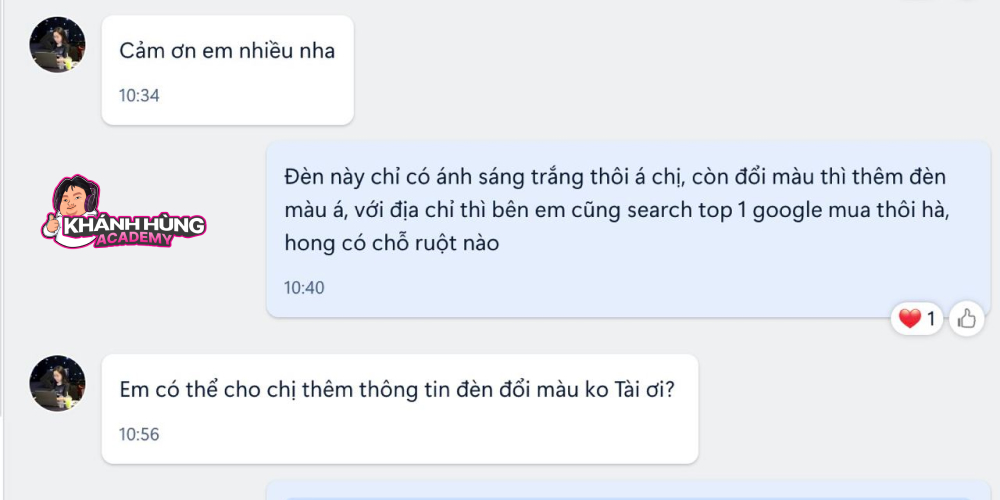 Cảm ơn em nhiều nha
10:34
Đèn này chỉ có ánh sáng trắng thôi á chị, còn đổi màu thì thêm đèn
màu á, với địa chỉ thì bên em cũng search top 1 google mua thôi hà,
hong có chỗ ruột nào
10:40
KHÁNH HÙNG
ACADEMY
1
Em có thể cho chị thêm thông tin đèn đổi màu ko Tài ơi?
10:56